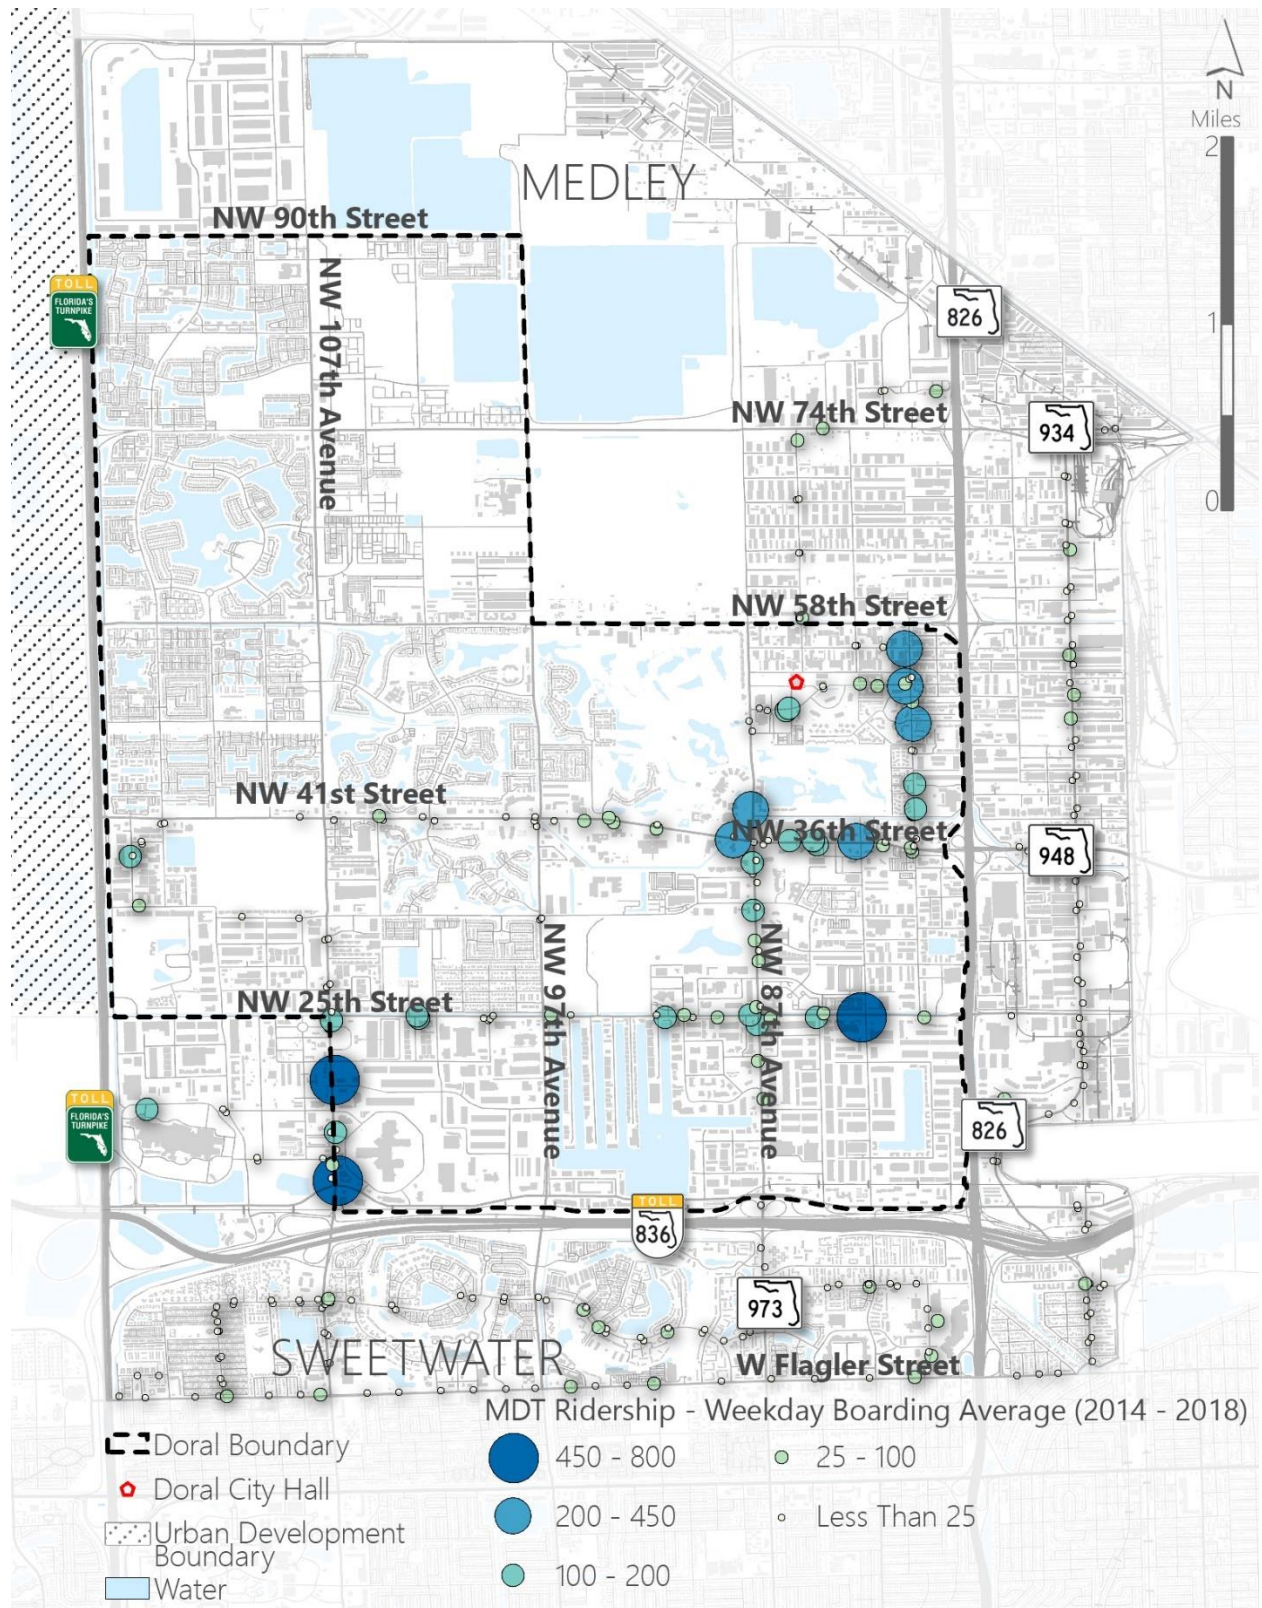 N
Miles
2
MEDLEY
NW 90th Street
TOLL
FLORIDA'S
TURNPIKE
NW 107th Avenue
826
1
NW 74th Street
934
0
NW 58th Street
NW 41st Street
NW 36th Street
948
NW 97th Avenue
NW 87th Avenue
NW 25th Street
TOLL
FLORIDA'S
TURNPIKE
826
TOLL
836
973
SWEETWATER
W Flagler Street
MDT Ridership - Weekday Boarding Average (2014 - 2018)
Doral Boundary
450 - 800
25 - 100
Doral City Hall
200 - 450
Less Than 25
Urban Development
Boundary
100 - 200
Water